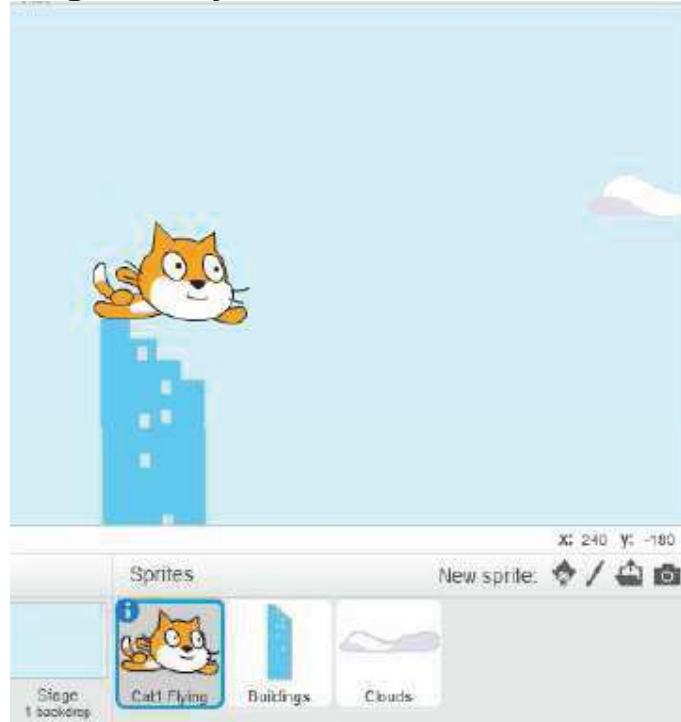 X: 240 y: -180
Sprites New sprite:
Cat1 Flying Buildings Clouds
Stage
1 backdrop